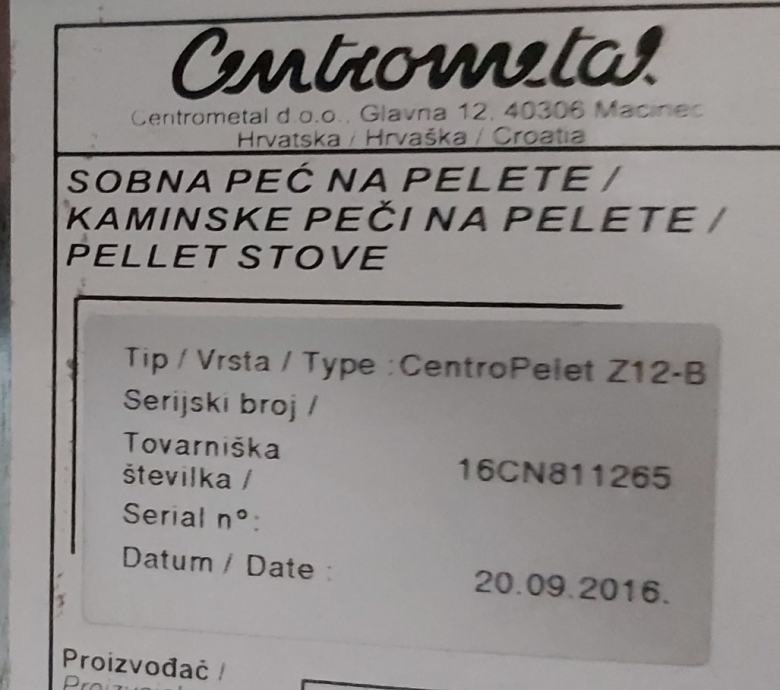 Centrometal
Centrometal d.o.o., Glavna 12, 40306 Macinec
Hrvatska / Hrvaška / Croatia
SOBNA PEĆ NA PELETE /
KAMINSKE PEČI NA PELETE /
PELLET STOVE
Tip / Vrsta / Type : CentroPelet Z12-B
Serijski broj /
Tovarniška
številka / 16CN811265
Serial nº:
Datum / Date : 20.09.2016.
Proizvođač /